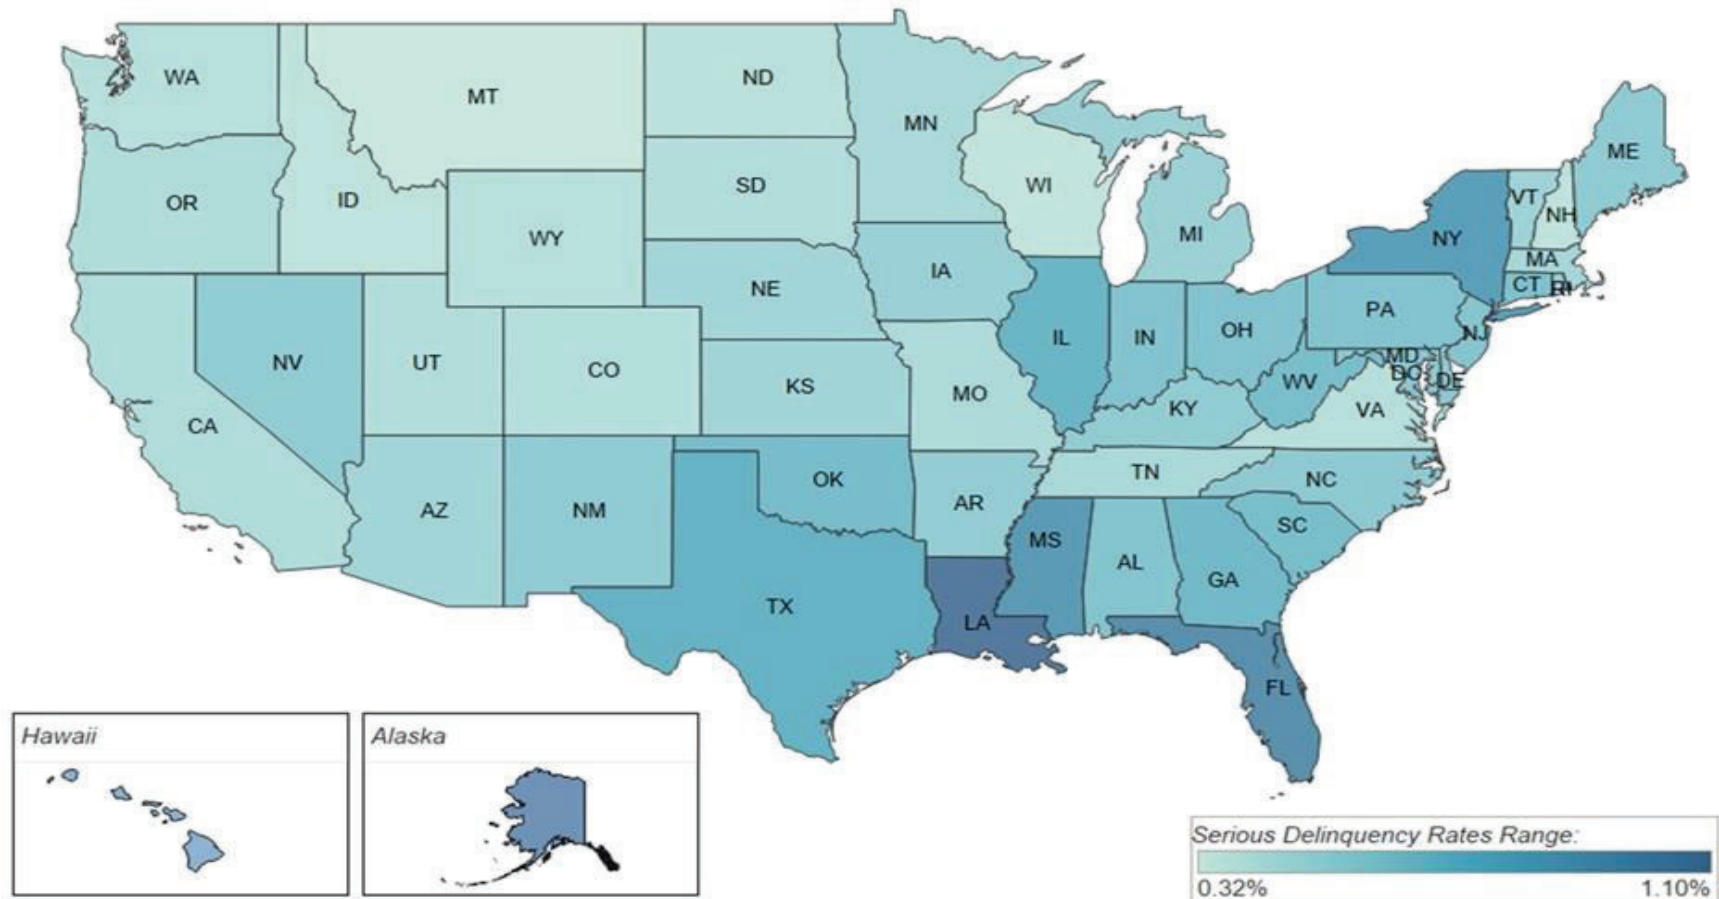 WA
MT
ND
MN
ME
OR
ID
SD
WI
VT
NH
WY
MI
NY
MA
IA
NE
CT
RI
PA
NV
UT
CO
IL
IN
OH
NJ
KS
MO
WV
MD
DC
DE
CA
KY
VA
TN
OK
NC
AZ
NM
AR
SC
MS
AL
GA
TX
LA
FL
Hawaii
Alaska
Serious Delinquency Rates Range:
0.32% 1.10%